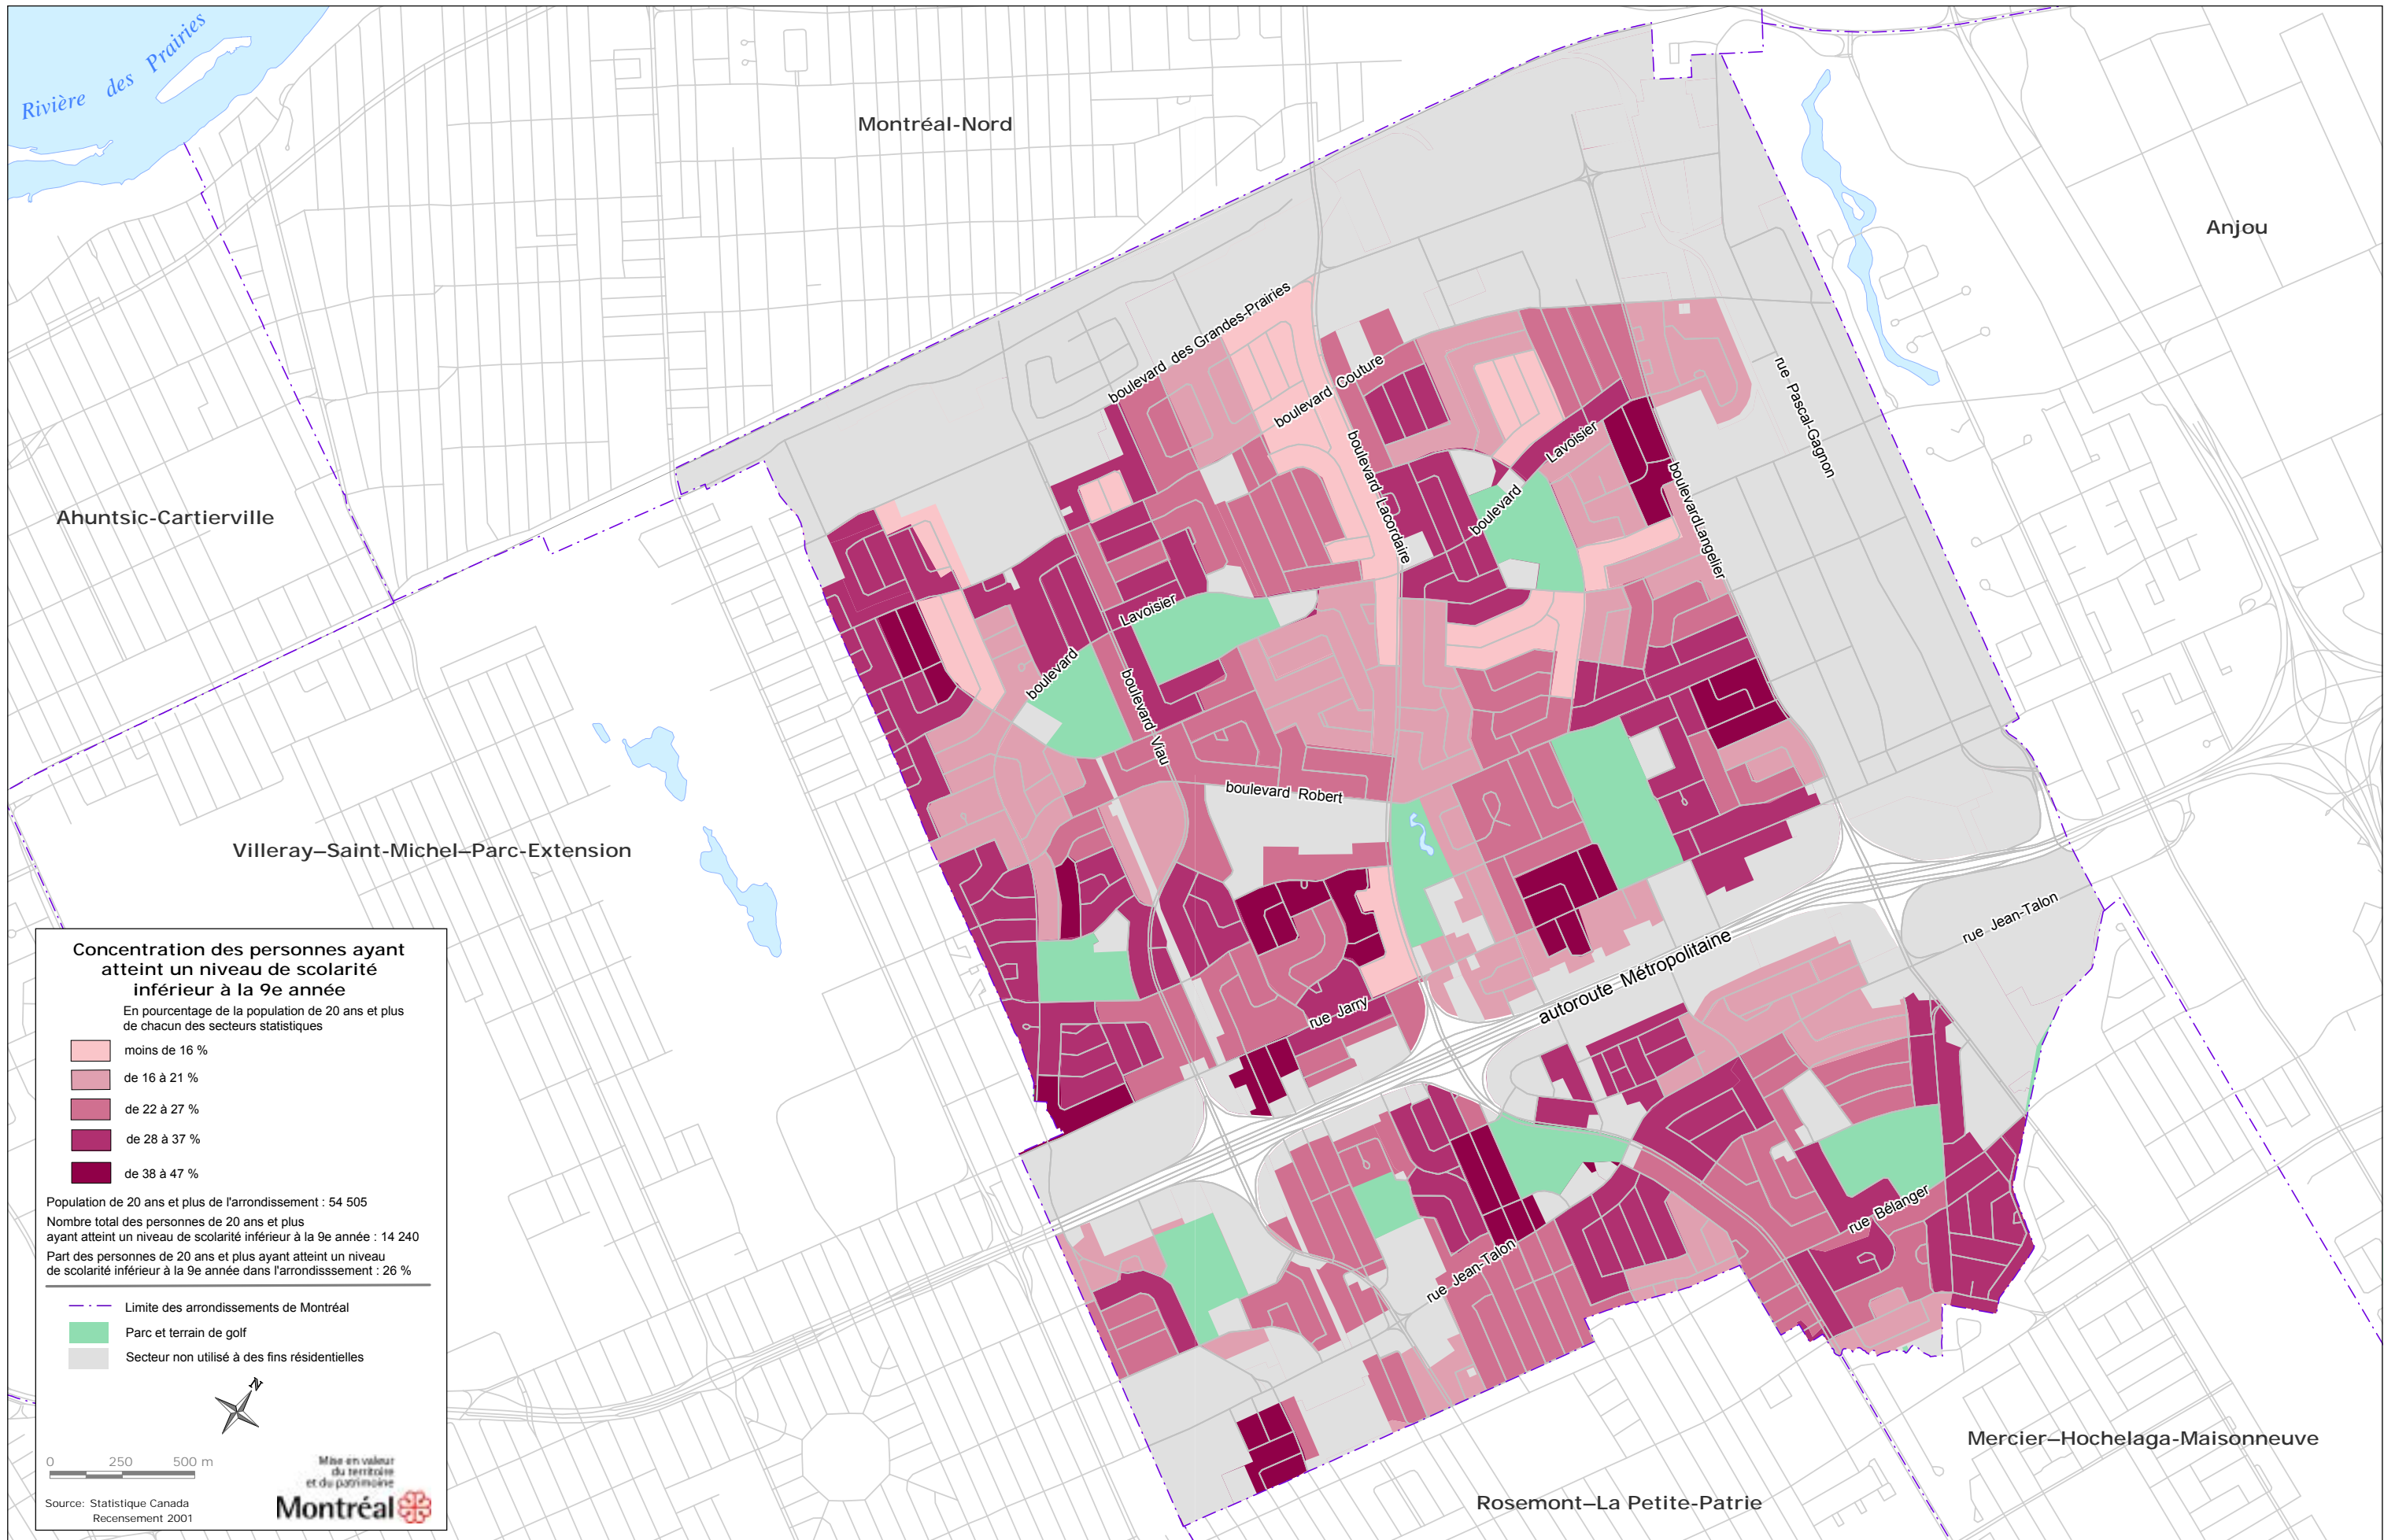 Rivière des Prairies
Montréal-Nord
Anjou
Ahuntsic-Cartierville
Villeray–Saint-Michel–Parc-Extension
Mercier–Hochelaga-Maisonneuve
Rosemont–La Petite-Patrie
boulevard des Grandes-Prairies
boulevard Couture
boulevard Lacordaire
boulevard Lavoisier
rue Pascal-Gagnon
boulevardLangelier
boulevard Lavoisier
boulevard Viau
boulevard Robert
rue Jarry
autoroute Métropolitaine
rue Jean-Talon
rue Jean-Talon
rue Bélanger
Concentration des personnes ayant
atteint un niveau de scolarité
inférieur à la 9e année
En pourcentage de la population de 20 ans et plus
de chacun des secteurs statistiques
moins de 16 %
de 16 à 21 %
de 22 à 27 %
de 28 à 37 %
de 38 à 47 %
Population de 20 ans et plus de l'arrondissement : 54 505
Nombre total des personnes de 20 ans et plus
ayant atteint un niveau de scolarité inférieur à la 9e année : 14 240
Part des personnes de 20 ans et plus ayant atteint un niveau
de scolarité inférieur à la 9e année dans l'arrondisssement : 26 %
Limite des arrondissements de Montréal
Parc et terrain de golf
Secteur non utilisé à des fins résidentielles
N
0 250 500 m
Source: Statistique Canada
Recensement 2001
Mise en valeur
du territoire
et du patrimoine
Montréal